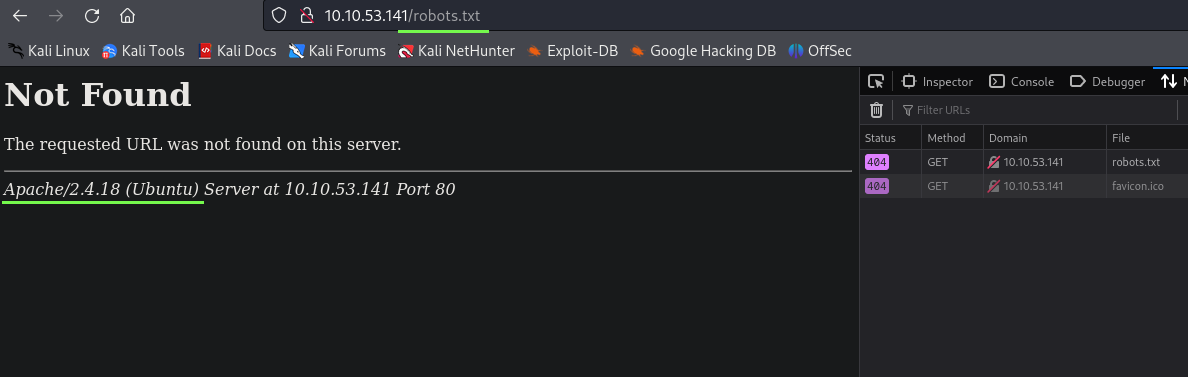 10.10.53.141/robots.txt
Kali Linux Kali Tools Kali Docs Kali Forums Kali NetHunter Exploit-DB Google Hacking DB OffSec
Not Found
The requested URL was not found on this server.
Apache/2.4.18 (Ubuntu) Server at 10.10.53.141 Port 80
Inspector Console Debugger N
Filter URLs
Status Method Domain File
404 GET 10.10.53.141 robots.txt
404 GET 10.10.53.141 favicon.ico